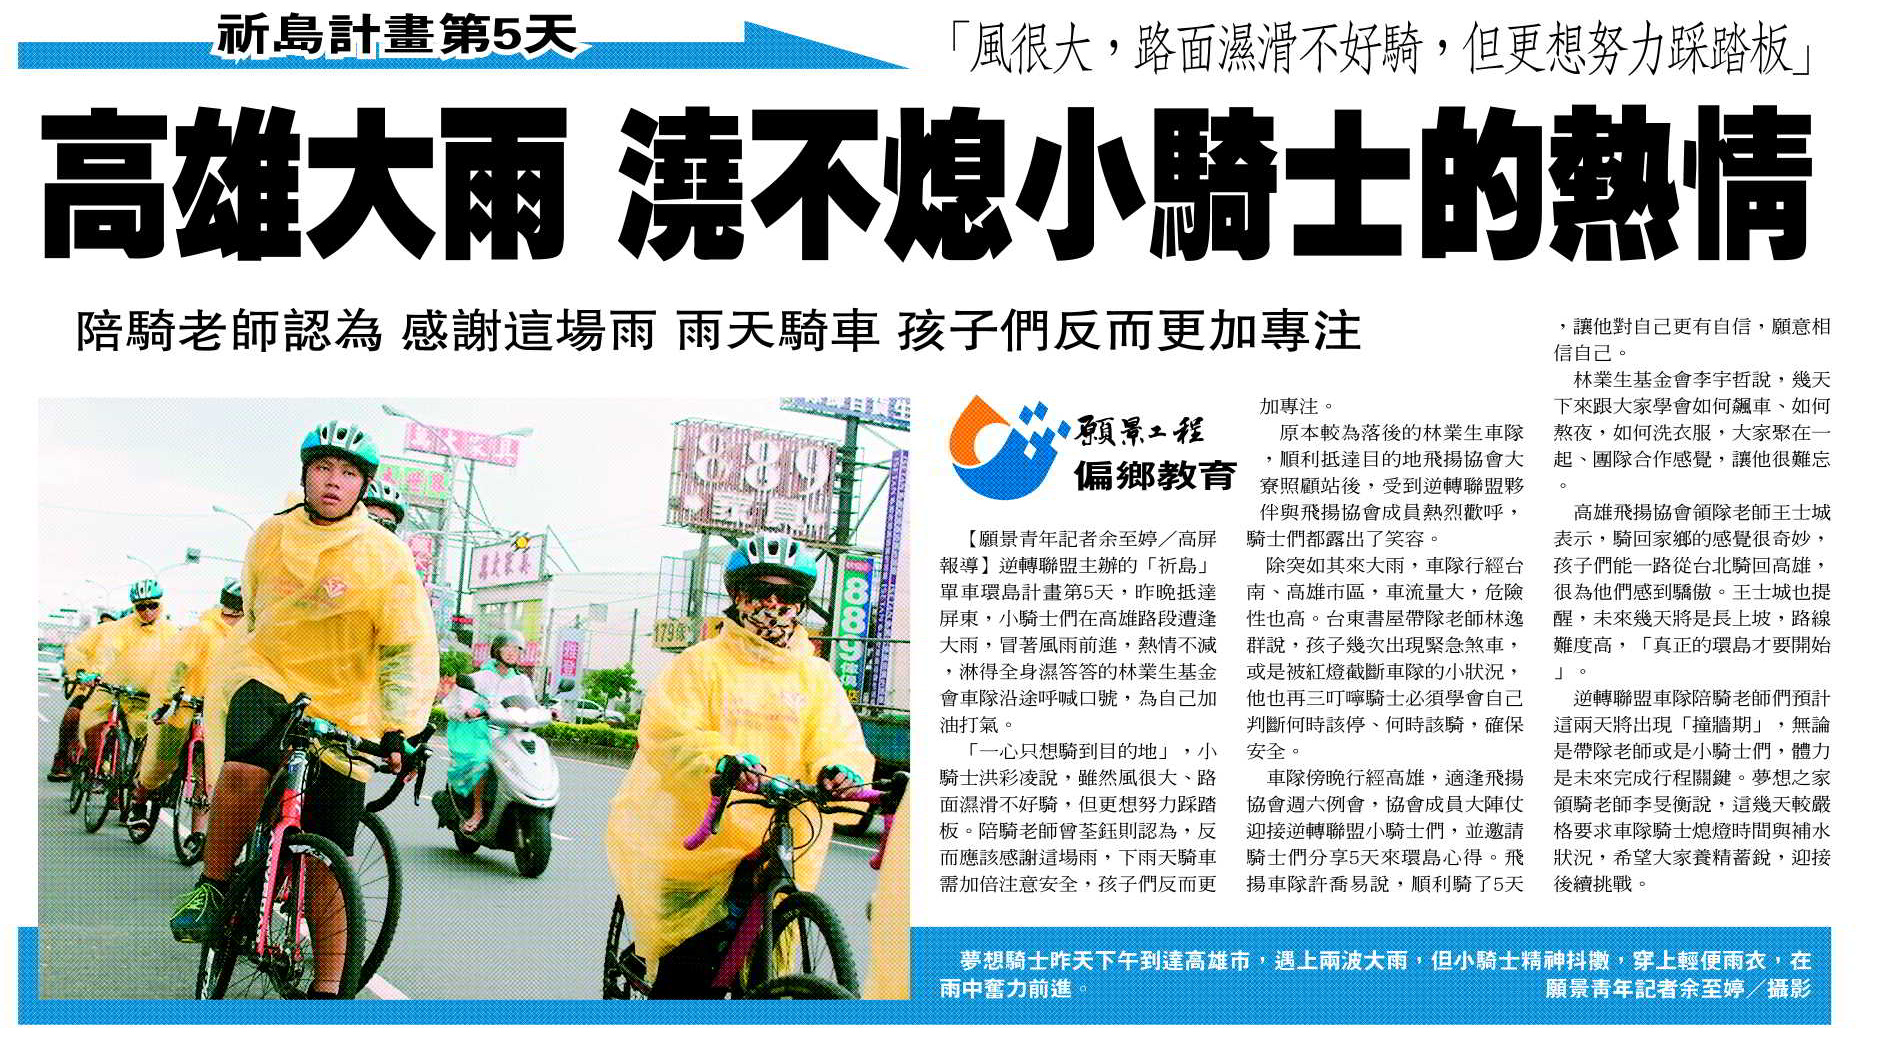 祈島計畫第5天
「風很大，路面濕滑不好騎，但更想努力踩踏板」
高雄大雨 澆不熄小騎士的熱情
陪騎老師認為 感謝這場雨 雨天騎車 孩子們反而更加專注
願景工程
偏鄉教育
【願景青年記者余至婷／高屏
報導】逆轉聯盟主辦的「祈島」
單車環島計畫第5天，昨晚抵達
屏東，小騎士們在高雄路段遭逢
大雨，冒著風雨前進，熱情不減
，淋得全身濕答答的林業生基金
會車隊沿途呼喊口號，為自己加
油打氣。
「一心只想騎到目的地」，小
騎士洪彩凌說，雖然風很大、路
面濕滑不好騎，但更想努力踩踏
板。陪騎老師曾荃鈺則認為，反
而應該感謝這場雨，下雨天騎車
需加倍注意安全，孩子們反而更
加專注。
原本較為落後的林業生車隊
，順利抵達目的地飛揚協會大
寮照顧站後，受到逆轉聯盟夥
伴與飛揚協會成員熱烈歡呼，
騎士們都露出了笑容。
除突如其來大雨，車隊行經台
南、高雄市區，車流量大，危險
性也高。台東書屋帶隊老師林逸
群說，孩子幾次出現緊急煞車，
或是被紅燈截斷車隊的小狀況，
他也再三叮嚀騎士必須學會自己
判斷何時該停、何時該騎，確保
安全。
車隊傍晚行經高雄，適逢飛揚
協會週六例會，協會成員大陣仗
迎接逆轉聯盟小騎士們，並邀請
騎士們分享5天來環島心得。飛
揚車隊許喬易說，順利騎了5天
，讓他對自己更有自信，願意相
信自己。
林業生基金會李宇哲說，幾天
下來跟大家學會如何飆車、如何
熬夜，如何洗衣服，大家聚在一
起、團隊合作感覺，讓他很難忘
。
高雄飛揚協會領隊老師王士城
表示，騎回家鄉的感覺很奇妙，
孩子們能一路從台北騎回高雄，
很為他們感到驕傲。王士城也提
醒，未來幾天將是長上坡，路線
難度高，「真正的環島才要開始
」。
逆轉聯盟車隊陪騎老師們預計
這兩天將出現「撞牆期」，無論
是帶隊老師或是小騎士們，體力
是未來完成行程關鍵。夢想之家
領騎老師李旻衡說，這幾天較嚴
格要求車隊騎士熄燈時間與補水
狀況，希望大家養精蓄銳，迎接
後續挑戰。
889
889
179
夢想騎士昨天下午到達高雄市，遇上兩波大雨，但小騎士精神抖擻，穿上輕便雨衣，在
雨中奮力前進。
願景青年記者余至婷／攝影